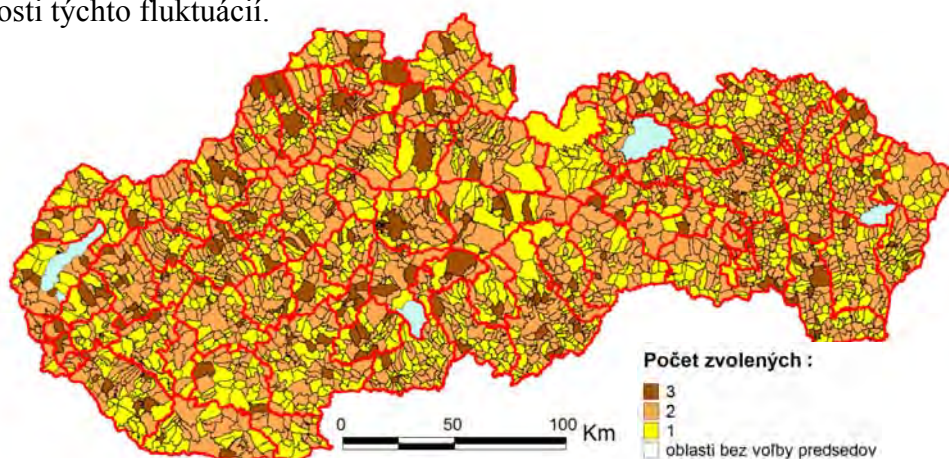 osti týchto fluktuácií.
Počet zvolených :
3
2
1
oblasti bez voľby predsedov
0 50 100 Km